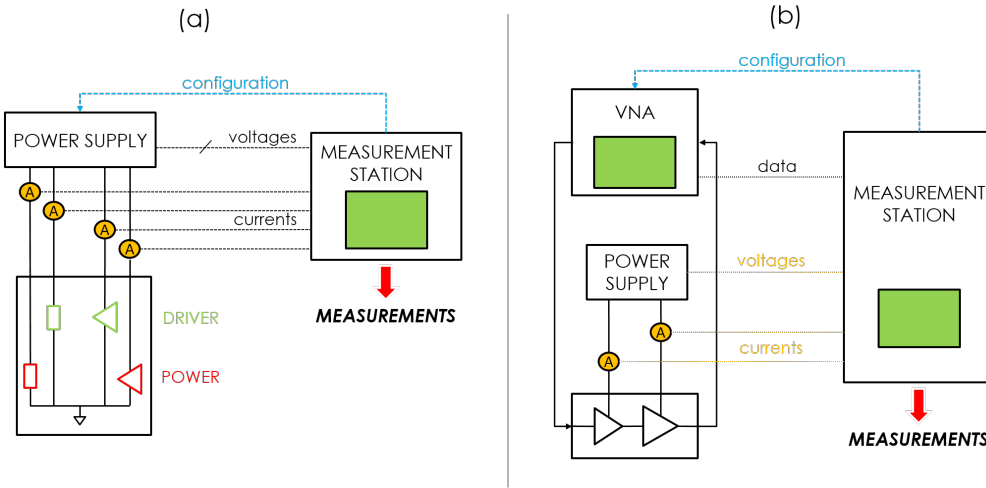 (a)
configuration
POWER SUPPLY
voltages
MEASUREMENT
STATION
A
A
currents
A
A
DRIVER
POWER
MEASUREMENTS
(b)
configuration
VNA
data
MEASUREMENT
STATION
POWER
SUPPLY
voltages
A
currents
A
MEASUREMENTS